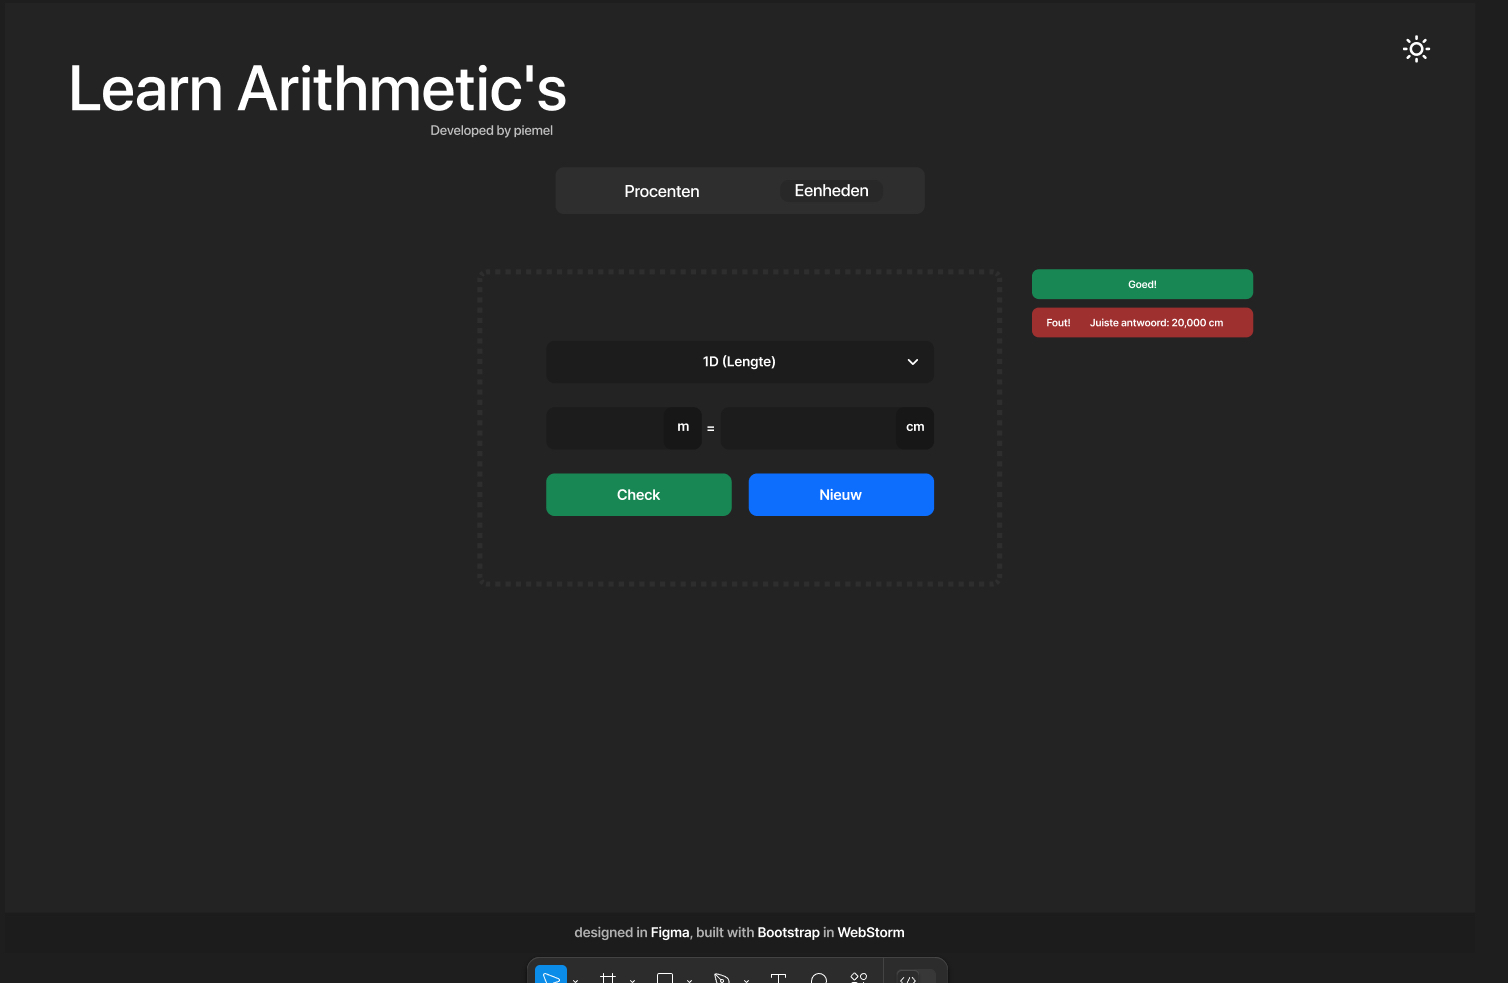 Learn Arithmetic's
Developed by piemel
Procenten
Eenheden
Goed!
Fout! Juiste antwoord: 20,000 cm
1D (Lengte)
m = cm
Check
Nieuw
designed in Figma, built with Bootstrap in WebStorm